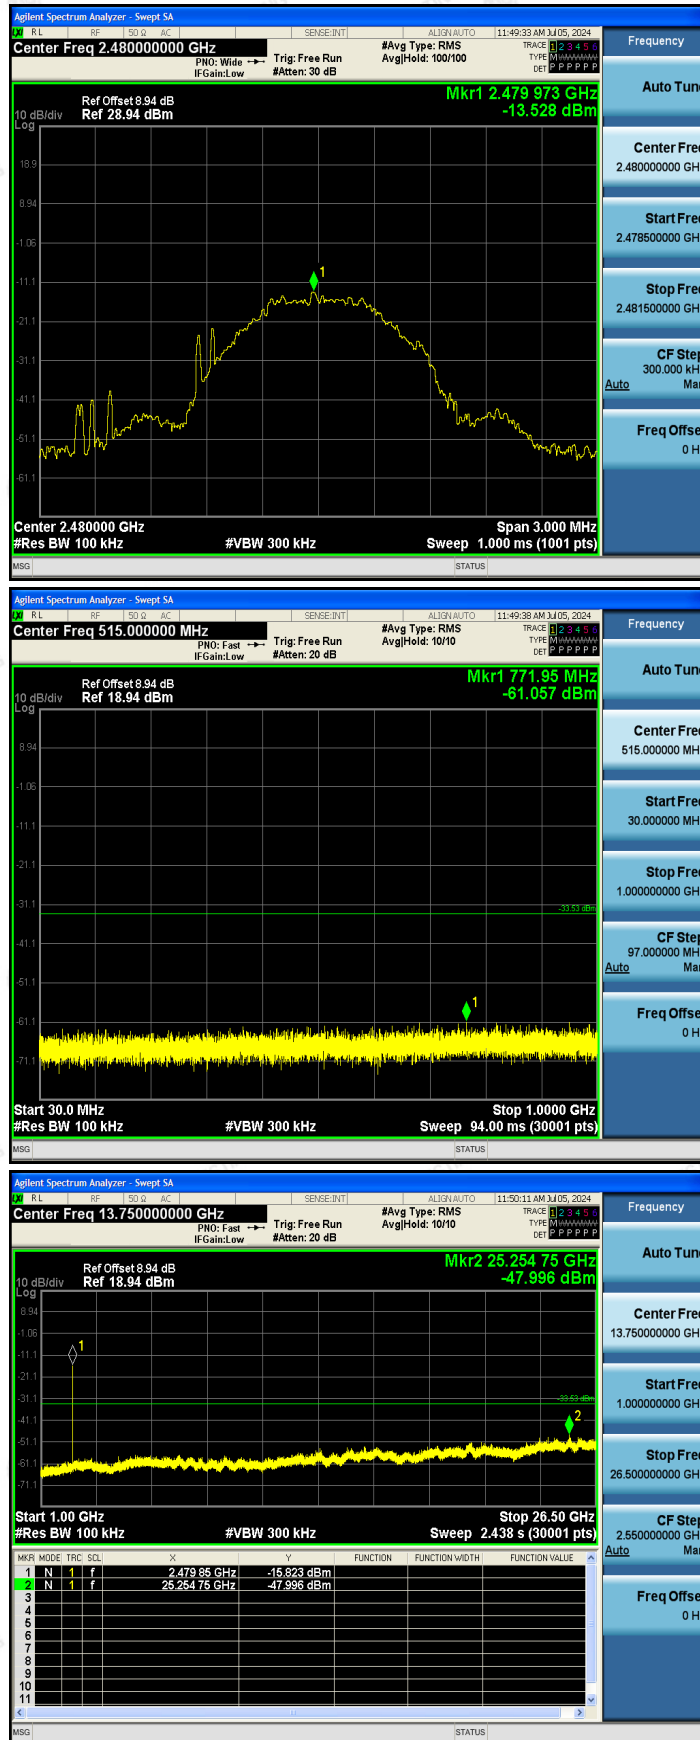 Agilent Spectrum Analyzer - Swept SA
LXI RL RF 50 Ω AC SENSE:INT ALIGN AUTO 11:49:33 AM Jul 05, 2024
Center Freq 2.480000000 GHz
PNO: Wide
IFGain:Low
Trig: Free Run
#Atten: 30 dB
#Avg Type: RMS
Avg|Hold: 100/100
TRACE 1 2 3 4 5 6
TYPE M
DET P P P P P P
Frequency
Mkr1 2.479 973 GHz
-13.528 dBm
Ref Offset 8.94 dB
10 dB/div Ref 28.94 dBm
Log
18.9
8.94
-1.06
-11.1
-21.1
-31.1
-41.1
-51.1
-61.1
1
Center 2.480000 GHz
Span 3.000 MHz
#Res BW 100 kHz
#VBW 300 kHz
Sweep 1.000 ms (1001 pts)
MSG
STATUS
Auto Tun
Center Fre
2.480000000 GH
Start Fre
2.478500000 GH
Stop Fre
2.481500000 GH
CF Ste
300.000 kH
Auto Ma
Freq Offse
0 H
Agilent Spectrum Analyzer - Swept SA
LXI RL RF 50 Ω AC SENSE:INT ALIGN AUTO 11:49:38 AM Jul 05, 2024
Center Freq 515.000000 MHz
PNO: Fast
IFGain:Low
Trig: Free Run
#Atten: 20 dB
#Avg Type: RMS
Avg|Hold: 10/10
TRACE 1 2 3 4 5 6
TYPE M
DET P P P P P P
Frequency
Mkr1 771.95 MHz
-61.057 dBm
Ref Offset 8.94 dB
10 dB/div Ref 18.94 dBm
Log
8.94
-1.06
-11.1
-21.1
-31.1
-41.1
-51.1
-61.1
-71.1
-33.53 dBm
1
Start 30.0 MHz
Stop 1.0000 GHz
#Res BW 100 kHz
#VBW 300 kHz
Sweep 94.00 ms (30001 pts)
MSG
STATUS
Auto Tun
Center Fre
515.000000 MH
Start Fre
30.000000 MH
Stop Fre
1.000000000 GH
CF Ste
97.000000 MH
Auto Ma
Freq Offse
0 H
Agilent Spectrum Analyzer - Swept SA
LXI RL RF 50 Ω AC SENSE:INT ALIGN AUTO 11:50:11 AM Jul 05, 2024
Center Freq 13.750000000 GHz
PNO: Fast
IFGain:Low
Trig: Free Run
#Atten: 20 dB
#Avg Type: RMS
Avg|Hold: 10/10
TRACE 1 2 3 4 5 6
TYPE M
DET P P P P P P
Frequency
Mkr2 25.254 75 GHz
-47.996 dBm
Ref Offset 8.94 dB
10 dB/div Ref 18.94 dBm
Log
8.94
-1.06
-11.1
-21.1
-31.1
-41.1
-51.1
-61.1
-71.1
1
-33.53 dBm
2
Start 1.00 GHz
Stop 26.50 GHz
#Res BW 100 kHz
#VBW 300 kHz
Sweep 2.438 s (30001 pts)
MKR MODE TRC SCL X Y FUNCTION FUNCTION WIDTH FUNCTION VALUE
1 N 1 f 2.479 85 GHz -15.823 dBm
2 N 1 f 25.254 75 GHz -47.996 dBm
3
4
5
6
7
8
9
10
11
MSG
STATUS
Auto Tun
Center Fre
13.750000000 GH
Start Fre
1.000000000 GH
Stop Fre
26.500000000 GH
CF Ste
2.550000000 GH
Auto Ma
Freq Offse
0 H